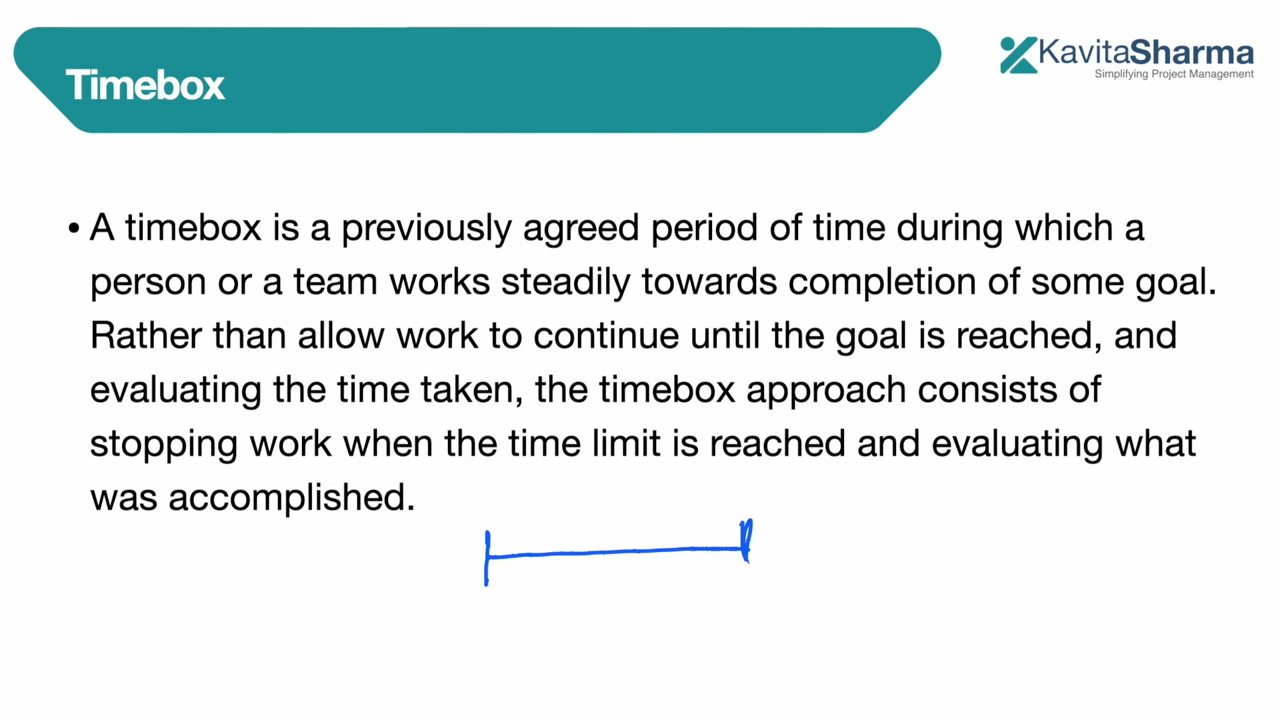 Timebox
KavitaSharma
Simplifying Project Management
• A timebox is a previously agreed period of time during which a
person or a team works steadily towards completion of some goal.
Rather than allow work to continue until the goal is reached, and
evaluating the time taken, the timebox approach consists of
stopping work when the time limit is reached and evaluating what
was accomplished.